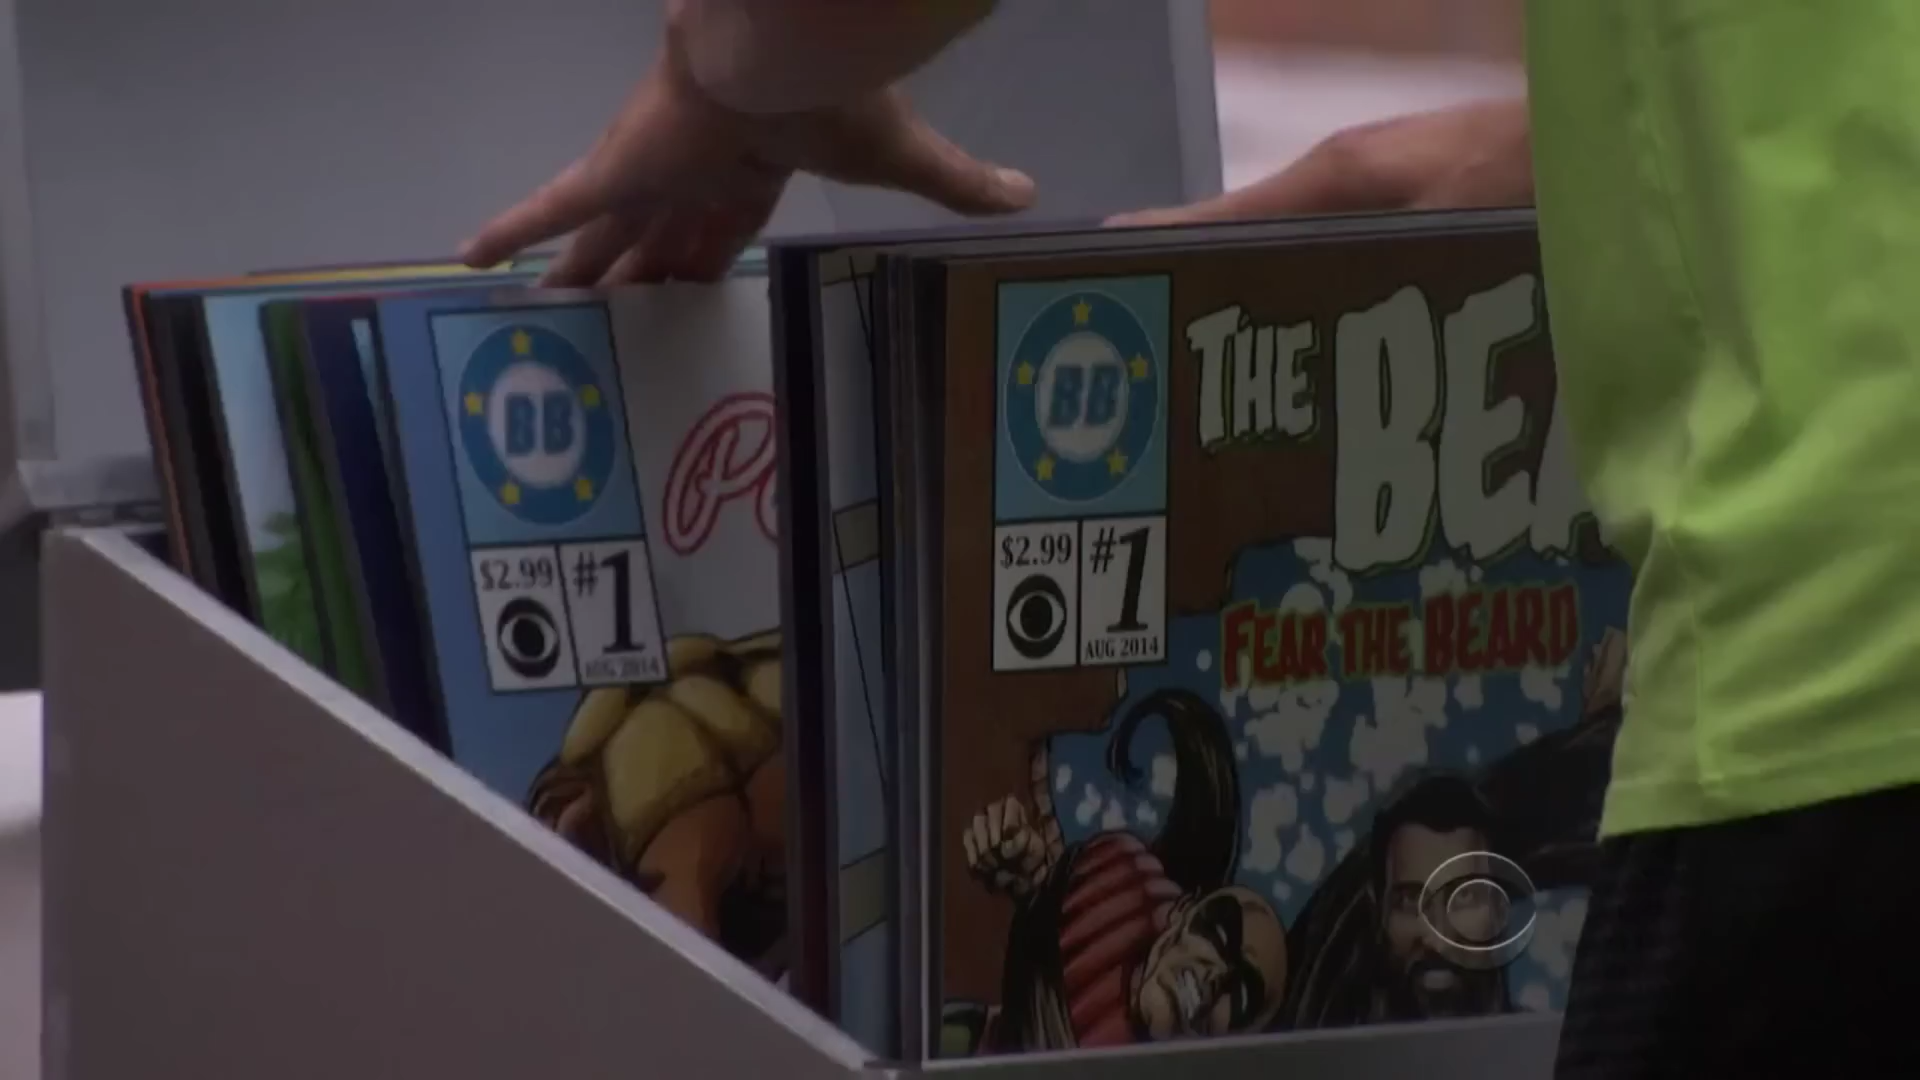 BB
$2.99
#1
AUG 2014
BB
$2.99
#1
AUG 2014
THE
FEAR THE BEARD